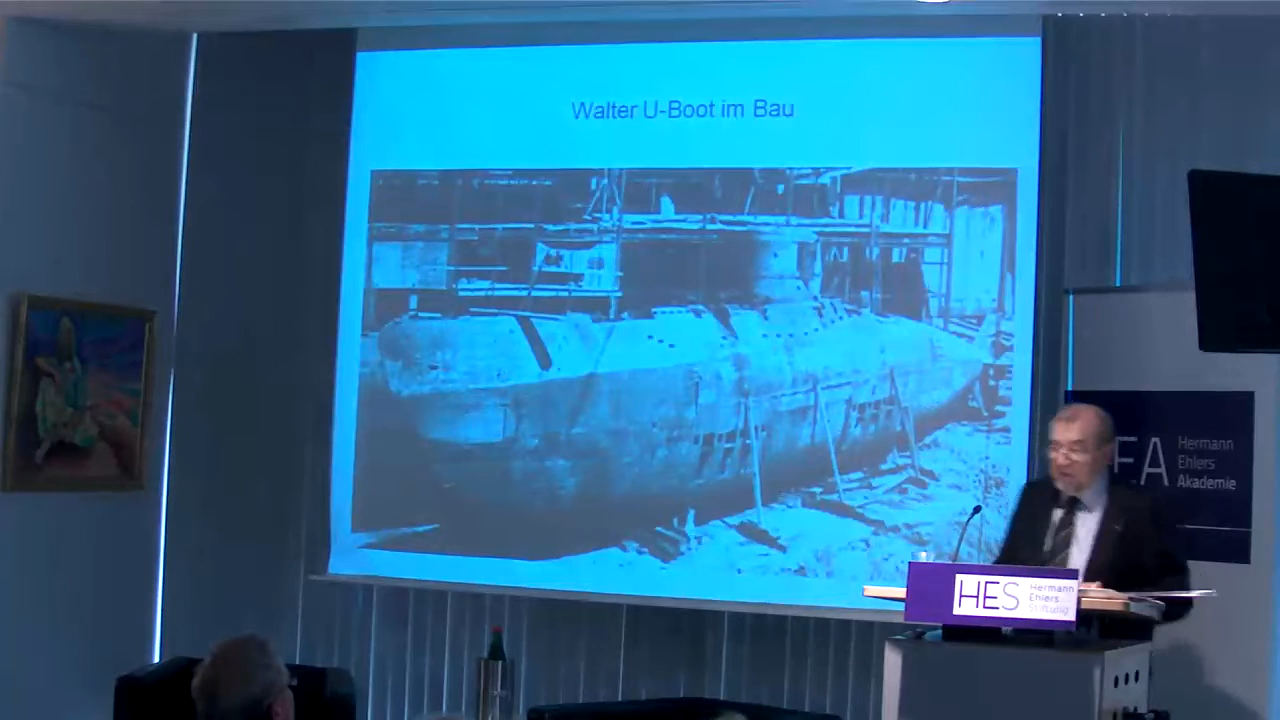 Walter U-Boot im Bau
EA
Hermann
Ehlers
Akademie
HES
Hermann
Ehlers
Stiftung